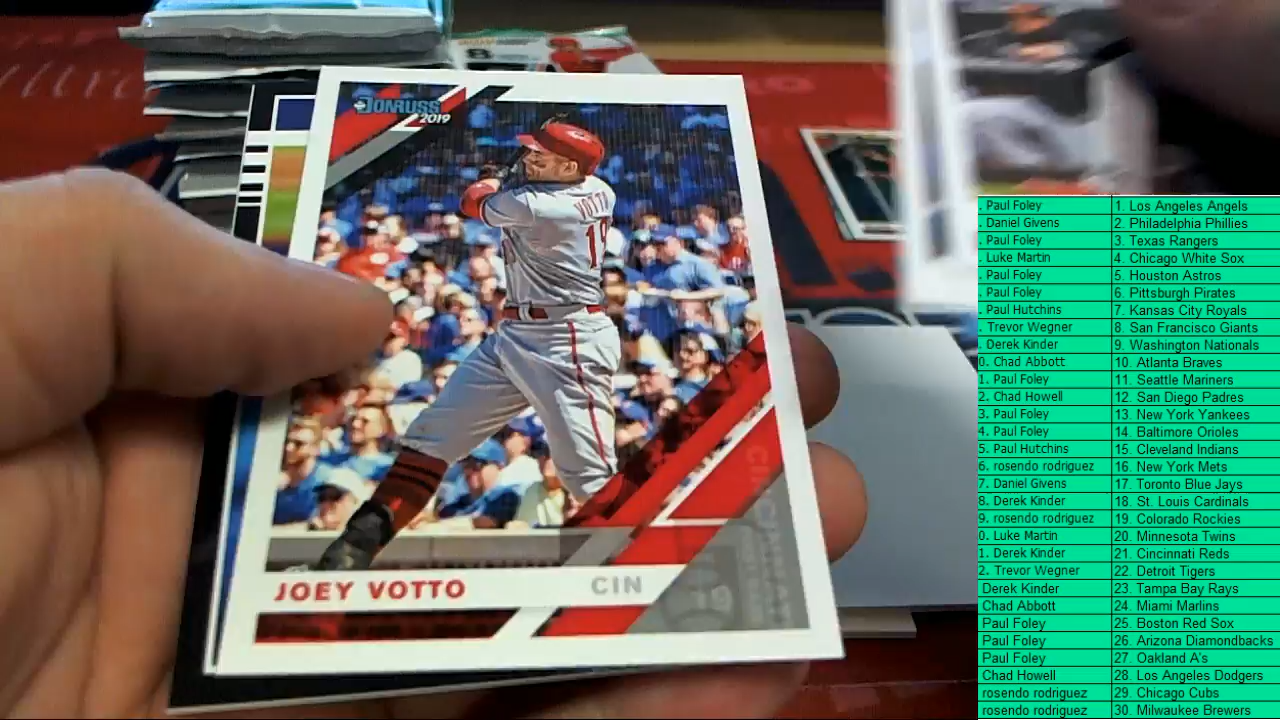 DONRUSS
2019
VOTTO
19
JOEY VOTTO
CIN
. Paul Foley 1. Los Angeles Angels
. Daniel Givens 2. Philadelphia Phillies
. Paul Foley 3. Texas Rangers
. Luke Martin 4. Chicago White Sox
. Paul Foley 5. Houston Astros
. Paul Foley 6. Pittsburgh Pirates
. Paul Hutchins 7. Kansas City Royals
. Trevor Wegner 8. San Francisco Giants
. Derek Kinder 9. Washington Nationals
0. Chad Abbott 10. Atlanta Braves
1. Paul Foley 11. Seattle Mariners
2. Chad Howell 12. San Diego Padres
3. Paul Foley 13. New York Yankees
4. Paul Foley 14. Baltimore Orioles
5. Paul Hutchins 15. Cleveland Indians
6. rosendo rodriguez 16. New York Mets
7. Daniel Givens 17. Toronto Blue Jays
8. Derek Kinder 18. St. Louis Cardinals
9. rosendo rodriguez 19. Colorado Rockies
0. Luke Martin 20. Minnesota Twins
1. Derek Kinder 21. Cincinnati Reds
2. Trevor Wegner 22. Detroit Tigers
Derek Kinder 23. Tampa Bay Rays
Chad Abbott 24. Miami Marlins
Paul Foley 25. Boston Red Sox
Paul Foley 26. Arizona Diamondbacks
Paul Foley 27. Oakland A's
Chad Howell 28. Los Angeles Dodgers
rosendo rodriguez 29. Chicago Cubs
rosendo rodriguez 30. Milwaukee Brewers